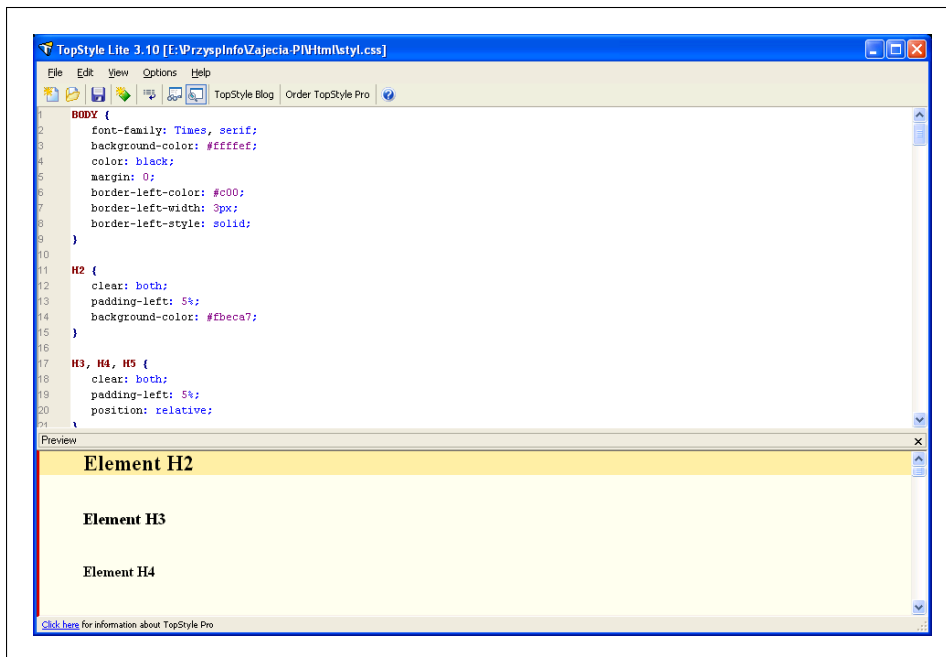 TopStyle Lite 3.10 [E:\PrzyspInfo\Zajecia-PI\Html\styl.css]
File Edit View Options Help
TopStyle Blog Order TopStyle Pro
1 BODY {
2 font-family: Times, serif;
3 background-color: #ffffef;
4 color: black;
5 margin: 0;
6 border-left-color: #c00;
7 border-left-width: 3px;
8 border-left-style: solid;
9 }
10
11 H2 {
12 clear: both;
13 padding-left: 5%;
14 background-color: #fbeca7;
15 }
16
17 H3, H4, H5 {
18 clear: both;
19 padding-left: 5%;
20 position: relative;
21 }
Preview
Element H2
Element H3
Element H4
Click here for information about TopStyle Pro